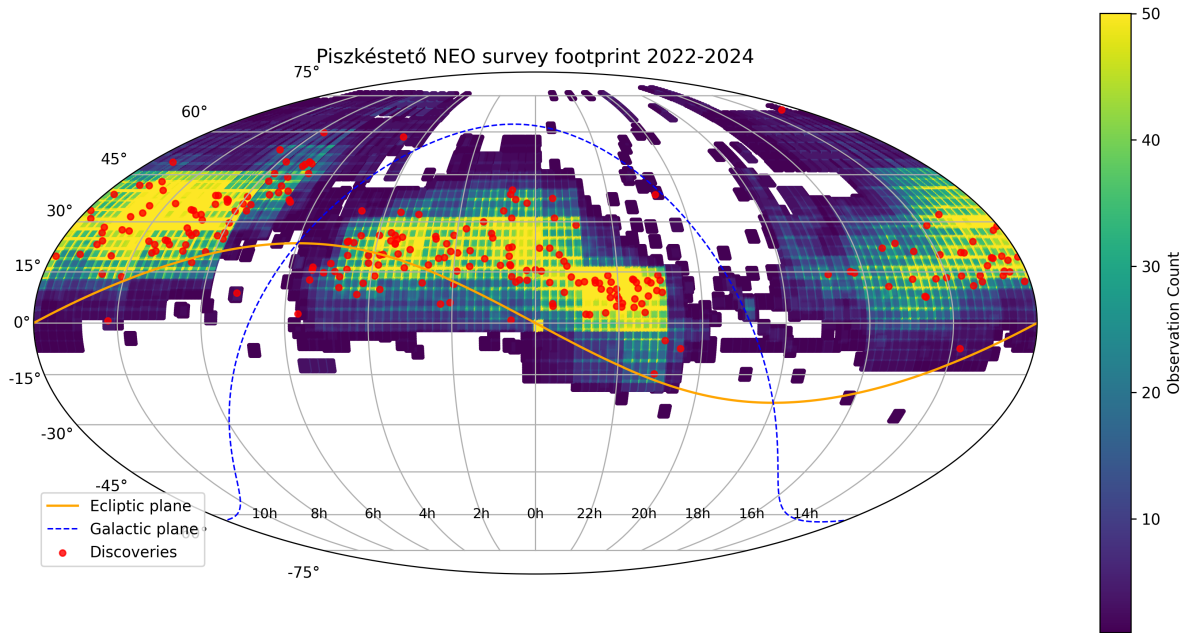 Piszkéstető NEO survey footprint 2022-2024
75°
60°
45°
30°
15°
0°
-15°
-30°
-45°
-60°
-75°
10h 8h 6h 4h 2h 0h 22h 20h 18h 16h 14h
Ecliptic plane
Galactic plane
Discoveries
50
40
30
20
10
Observation Count